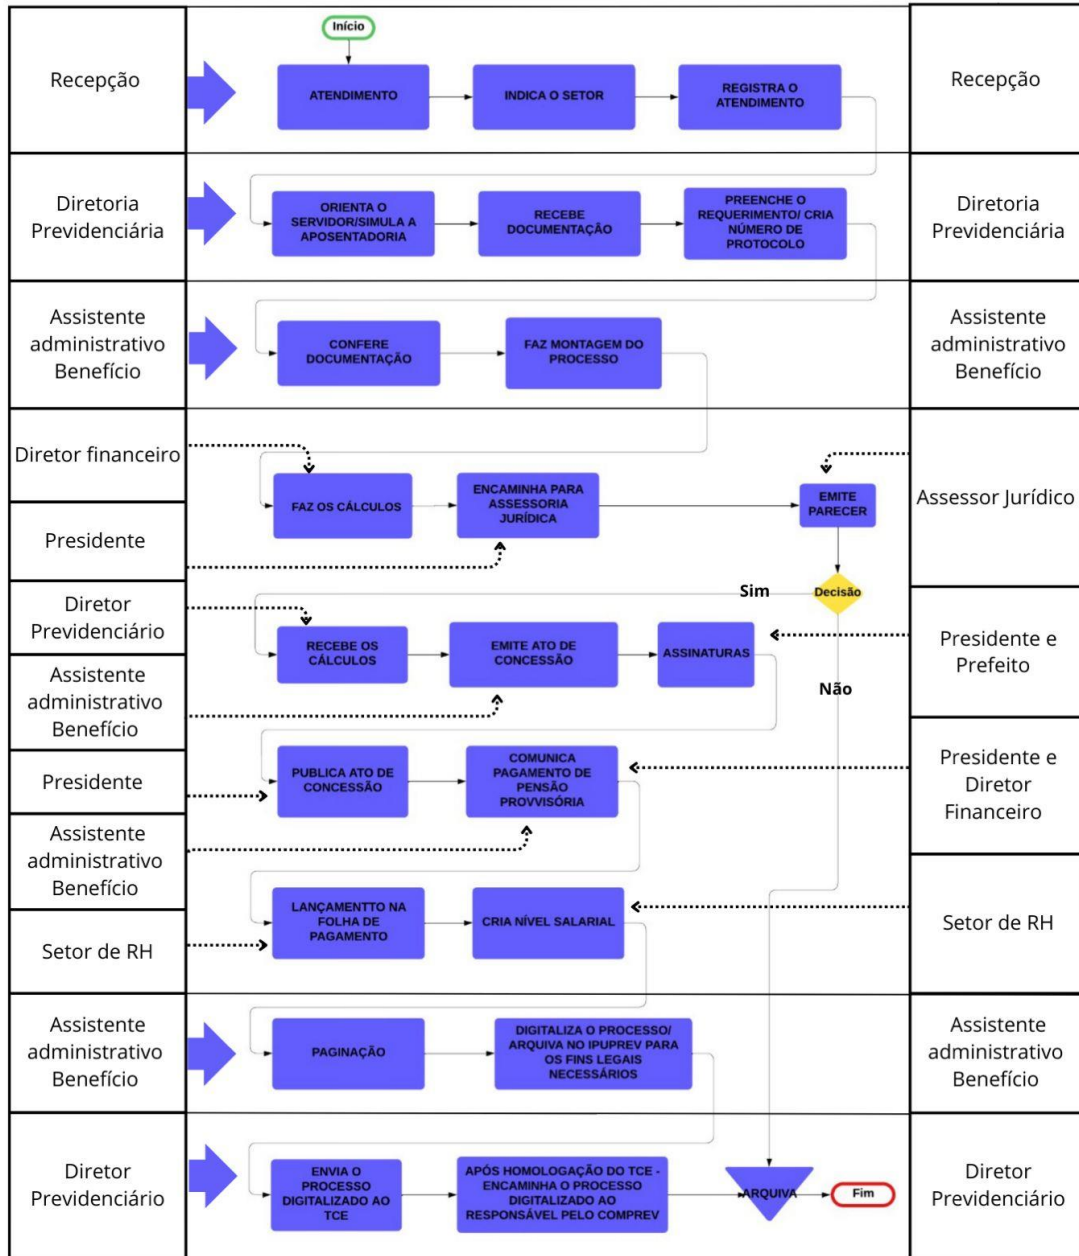 Início
Recepção
ATENDIMENTO
INDICA O SETOR
REGISTRA O
ATENDIMENTO
Recepção
Diretoria
Previdenciária
ORIENTA O
SERVIDOR/SIMULA A
APOSENTADORIA
RECEBE
DOCUMENTAÇÃO
PREENCHE O
REQUERIMENTO/ CRIA
NÚMERO DE
PROTOCOLO
Diretoria
Previdenciária
Assistente
administrativo
Benefício
CONFERE
DOCUMENTAÇÃO
FAZ MONTAGEM DO
PROCESSO
Assistente
administrativo
Benefício
Diretor financeiro
Presidente
FAZ OS CÁLCULOS
ENCAMINHA PARA
ASSESSORIA
JURÍDICA
EMITE
PARECER
Assessor Jurídico
Decisão
Sim
Não
Diretor
Previdenciário
Assistente
administrativo
Benefício
RECEBE OS
CÁLCULOS
EMITE ATO DE
CONCESSÃO
ASSINATURAS
Presidente e
Prefeito
Presidente
Assistente
administrativo
Benefício
PUBLICA ATO DE
CONCESSÃO
COMUNICA
PAGAMENTO DE
PENSÃO
PROVVISÓRIA
Presidente e
Diretor
Financeiro
Setor de RH
LANÇAMENTTO NA
FOLHA DE
PAGAMENTO
CRIA NÍVEL SALARIAL
Setor de RH
Assistente
administrativo
Benefício
PAGINAÇÃO
DIGITALIZA O PROCESSO/
ARQUIVA NO IPUPREV PARA
OS FINS LEGAIS
NECESSÁRIOS
Assistente
administrativo
Benefício
Diretor
Previdenciário
ENVIA O
PROCESSO
DIGITALIZADO AO
TCE
APÓS HOMOLOGAÇÃO DO TCE -
ENCAMINHA O PROCESSO
DIGITALIZADO AO
RESPONSÁVEL PELO COMPREV
ARQUIVA
Fim
Diretor
Previdenciário